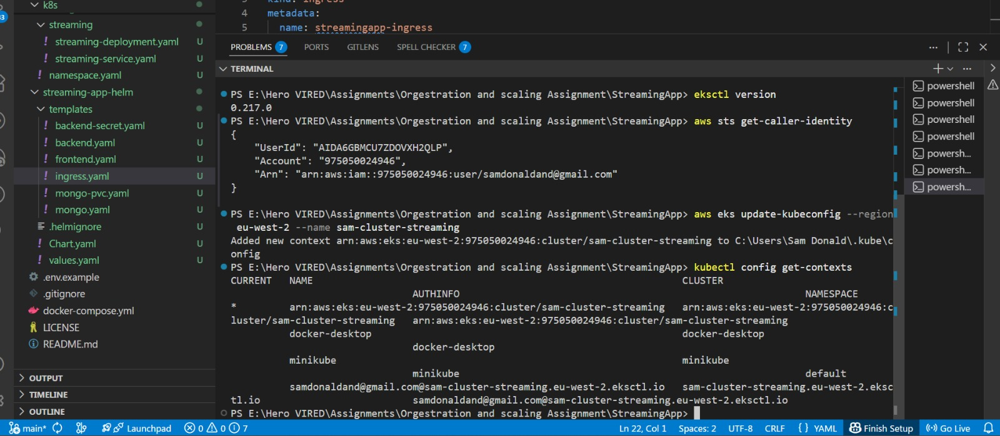 k8s
streaming
! streaming-deployment.yaml U
! streaming-service.yaml U
! namespace.yaml U
streaming-app-helm
templates
! backend-secret.yaml U
! backend.yaml U
! frontend.yaml U
! ingress.yaml U
! mongo-pvc.yaml U
! mongo.yaml U
.helmignore U
! Chart.yaml U
! values.yaml U
.env.example
.gitignore
docker-compose.yml
LICENSE
README.md
OUTPUT
TIMELINE
OUTLINE
4 metadata:
5 name: streamingapp-ingress
PROBLEMS 7 PORTS GITLENS SPELL CHECKER 7
TERMINAL
PS E:\Hero VIRED\Assignments\Orgestration and scaling Assignment\StreamingApp> eksctl version
0.217.0
PS E:\Hero VIRED\Assignments\Orgestration and scaling Assignment\StreamingApp> aws sts get-caller-identity
{
"UserId": "AIDA6GBMCU7ZDOVXH2QLP",
"Account": "975050024946",
"Arn": "arn:aws:iam::975050024946:user/samdonaldand@gmail.com"
}
PS E:\Hero VIRED\Assignments\Orgestration and scaling Assignment\StreamingApp> aws eks update-kubeconfig --region
eu-west-2 --name sam-cluster-streaming
Added new context arn:aws:eks:eu-west-2:975050024946:cluster/sam-cluster-streaming to C:\Users\Sam Donald\.kube\c
onfig
PS E:\Hero VIRED\Assignments\Orgestration and scaling Assignment\StreamingApp> kubectl config get-contexts
CURRENT NAME CLUSTER
AUTHINFO NAMESPACE
* arn:aws:eks:eu-west-2:975050024946:cluster/sam-cluster-streaming arn:aws:eks:eu-west-2:975050024946:c
luster/sam-cluster-streaming arn:aws:eks:eu-west-2:975050024946:cluster/sam-cluster-streaming
docker-desktop docker-desktop
docker-desktop
minikube minikube
minikube default
samdonaldand@gmail.com@sam-cluster-streaming.eu-west-2.eksctl.io sam-cluster-streaming.eu-west-2.eksc
tl.io samdonaldand@gmail.com@sam-cluster-streaming.eu-west-2.eksctl.io
PS E:\Hero VIRED\Assignments\Orgestration and scaling Assignment\StreamingApp>
powershell
powershell
powershell
powershell
powersh...
powersh...
powersh...
main* Launchpad 0 0 7 Ln 22, Col 1 Spaces: 2 UTF-8 CRLF { } YAML Finish Setup Go Live